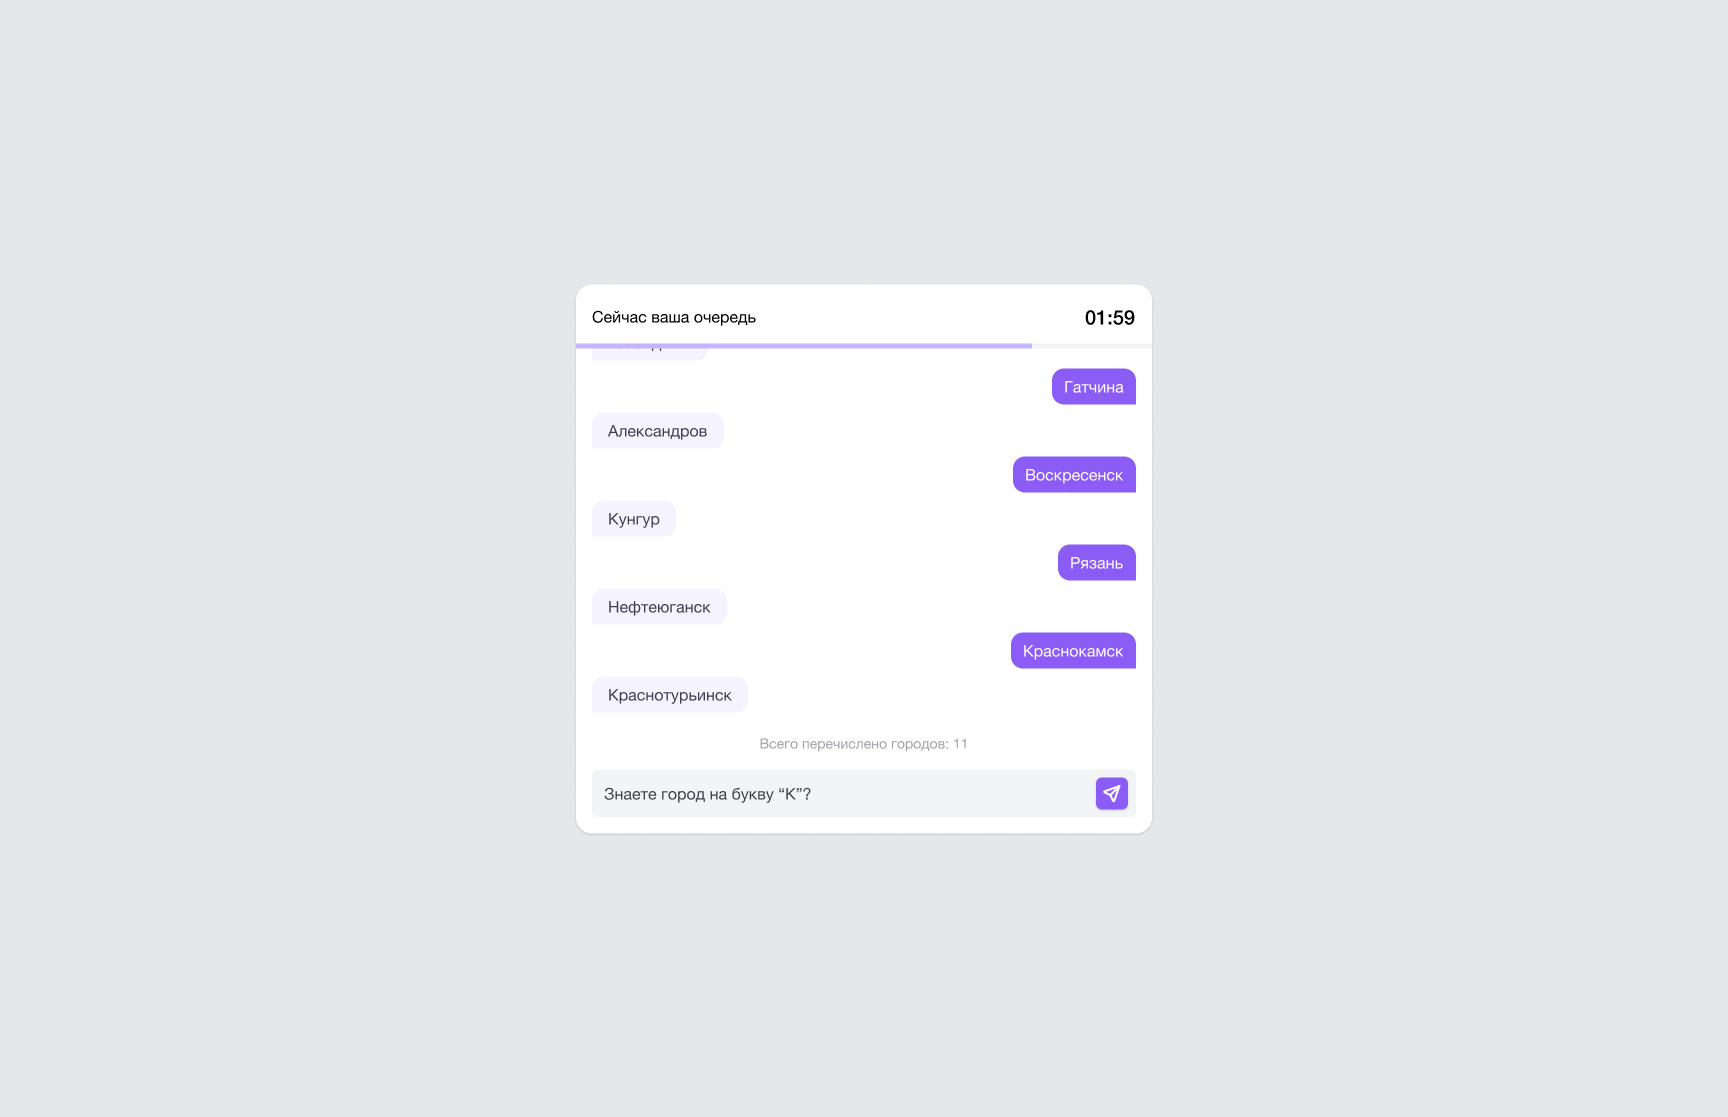 Сейчас ваша очередь
01:59
Гатчина
Александров
Воскресенск
Кунгур
Рязань
Нефтеюганск
Краснокамск
Краснотурьинск
Всего перечислено городов: 11
Знаете город на букву “К”?